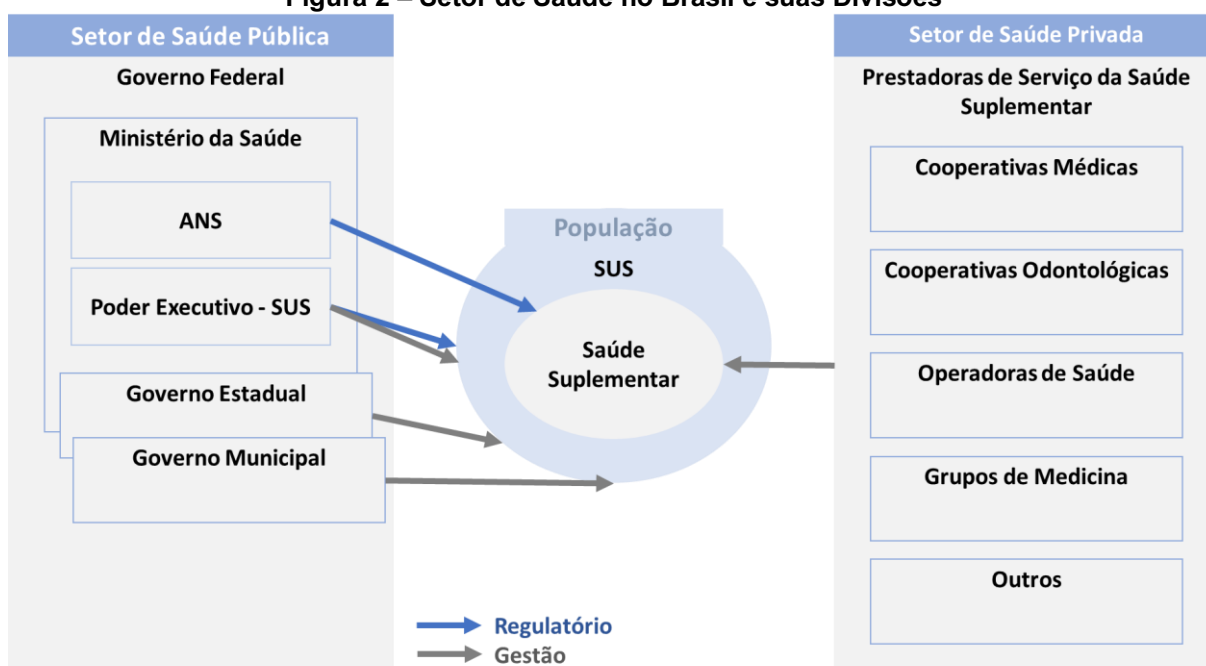 Figura 2 – Setor de Saúde no Brasil e suas Divisões
Setor de Saúde Pública
Governo Federal
Ministério da Saúde
ANS
Poder Executivo - SUS
Governo Estadual
Governo Municipal
População
SUS
Saúde
Suplementar
Regulatório
Gestão
Setor de Saúde Privada
Prestadoras de Serviço da Saúde
Suplementar
Cooperativas Médicas
Cooperativas Odontológicas
Operadoras de Saúde
Grupos de Medicina
Outros